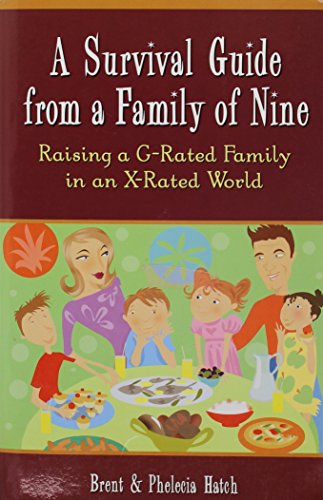 A Survival Guide
from a Family of Nine
Raising a G-Rated Family
in an X-Rated World
Brent & Phelecia Hatch